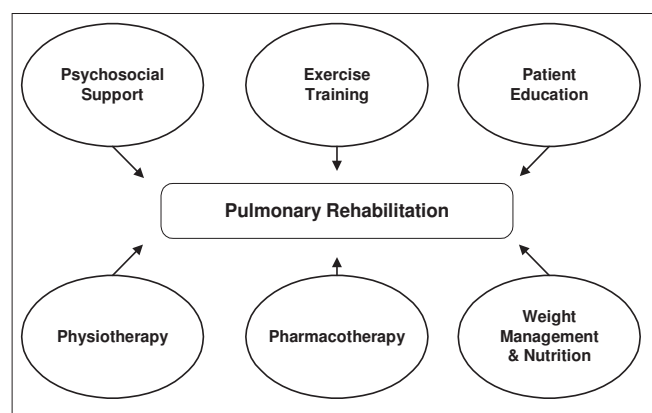 Psychosocial
Support
Exercise
Training
Patient
Education
Pulmonary Rehabilitation
Physiotherapy
Pharmacotherapy
Weight
Management
& Nutrition